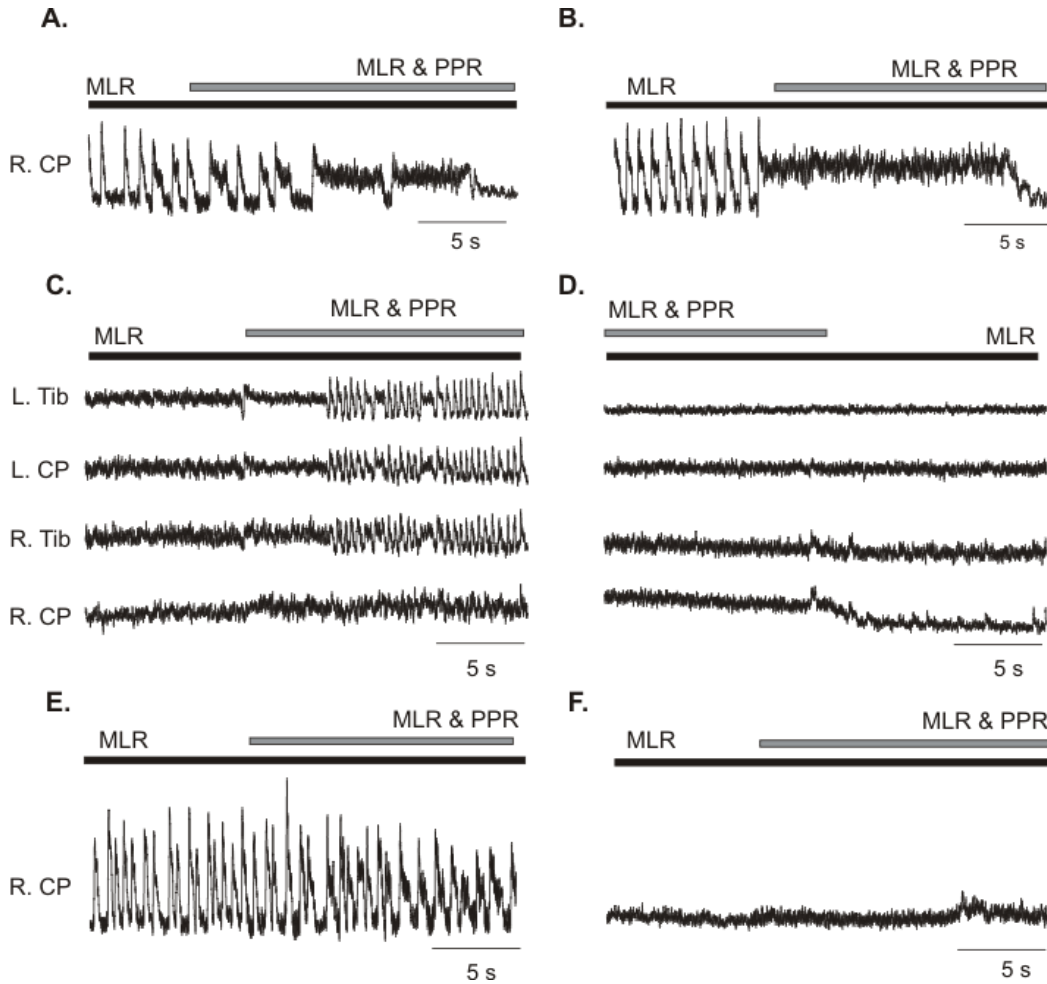 A.
B.
MLR & PPR
MLR
MLR & PPR
MLR
R. CP
5 s
5 s
C.
D.
MLR & PPR
MLR
MLR & PPR
MLR
L. Tib
L. CP
R. Tib
R. CP
5 s
5 s
E.
F.
MLR & PPR
MLR
MLR & PPR
MLR
R. CP
5 s
5 s